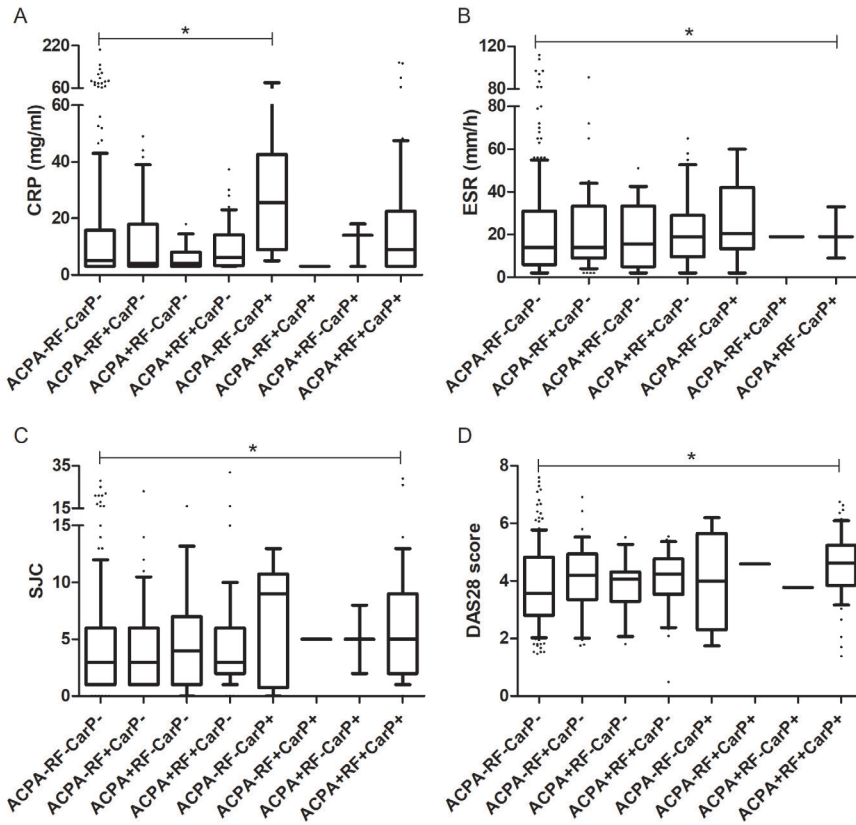 A
*
220
60
60
40
20
0
CRP (mg/ml)
ACPA-RF-CarP-
ACPA-RF+CarP-
ACPA+RF-CarP-
ACPA+RF+CarP-
ACPA-RF-CarP+
ACPA-RF+CarP+
ACPA+RF-CarP+
ACPA+RF+CarP+
B
*
120
80
80
60
40
20
0
ESR (mm/h)
ACPA-RF-CarP-
ACPA-RF+CarP-
ACPA+RF-CarP-
ACPA+RF+CarP-
ACPA-RF-CarP+
ACPA-RF+CarP+
ACPA+RF-CarP+
C
*
35
15
15
10
5
0
SJC
ACPA-RF-CarP-
ACPA-RF+CarP-
ACPA+RF-CarP-
ACPA+RF+CarP-
ACPA-RF-CarP+
ACPA-RF+CarP+
ACPA+RF-CarP+
ACPA+RF+CarP+
D
*
8
6
4
2
0
DAS28 score
ACPA-RF-CarP-
ACPA-RF+CarP-
ACPA+RF-CarP-
ACPA+RF+CarP-
ACPA-RF-CarP+
ACPA-RF+CarP+
ACPA+RF-CarP+
ACPA+RF+CarP+